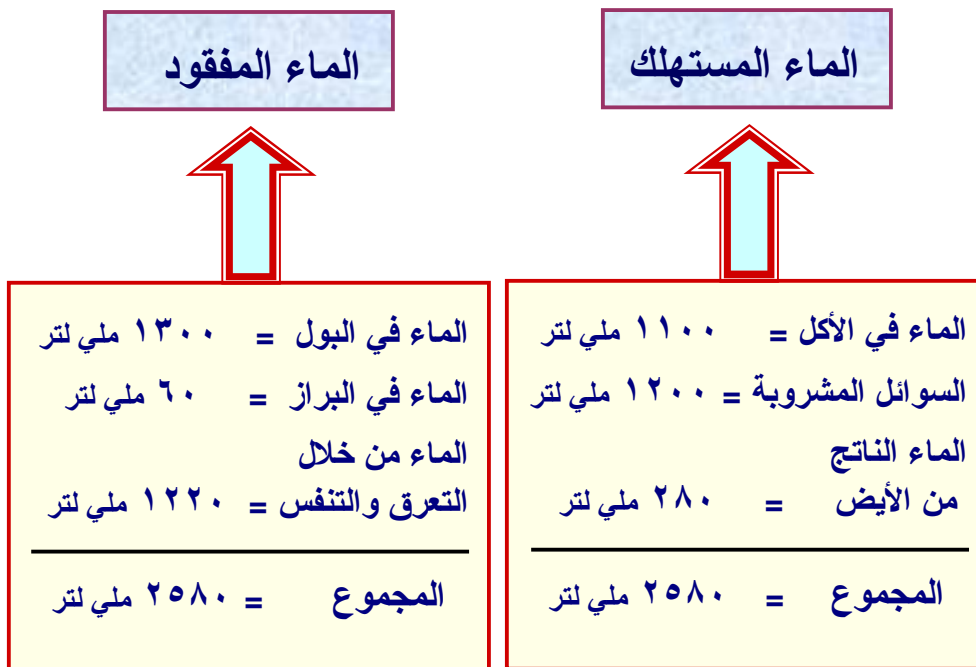 الماء المستهلك
الماء في الأكل = ١١٠٠ ملي لتر
السوائل المشروبة = ١٢٠٠ ملي لتر
الماء الناتج
من الأيض = ٢٨٠ ملي لتر
المجموع = ٢٥٨٠ ملي لتر
الماء المفقود
الماء في البول = ١٣٠٠ ملي لتر
الماء في البراز = ٦٠ ملي لتر
الماء من خلال
التعرق والتنفس = ١٢٢٠ ملي لتر
المجموع = ٢٥٨٠ ملي لتر